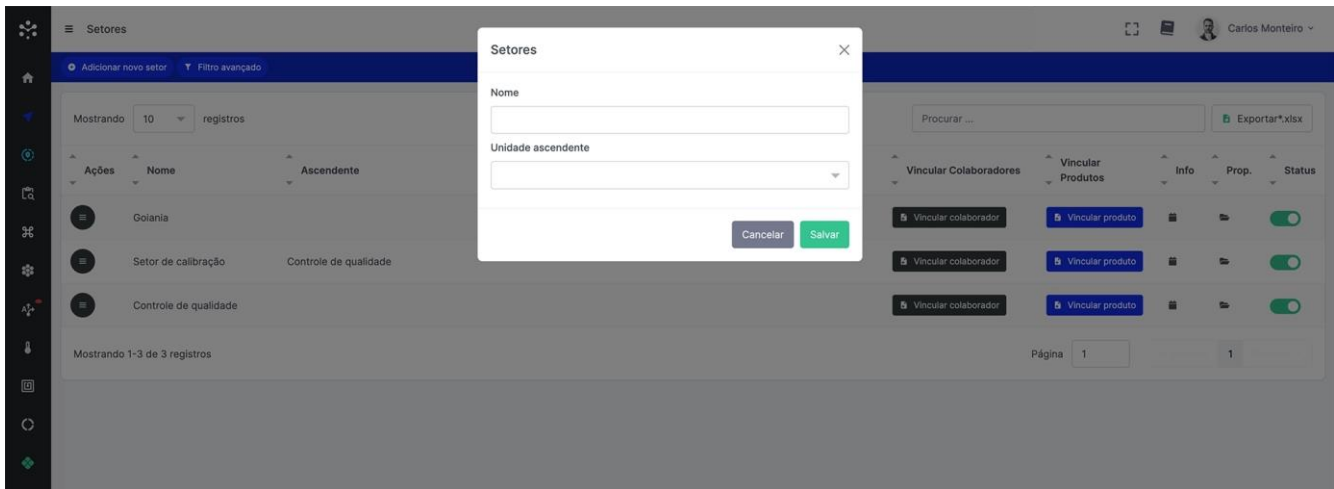 Setores
Carlos Monteiro
Adicionar novo setor Filtro avançado
Setores
Nome
Unidade ascendente
Cancelar Salvar
Mostrando 10 registros
Procurar ...
Exportar*.xlsx
Ações Nome Ascendente Vincular Colaboradores Vincular Produtos Info Prop. Status
Goiania Vincular colaborador Vincular produto
Setor de calibração Controle de qualidade Vincular colaborador Vincular produto
Controle de qualidade Vincular colaborador Vincular produto
Mostrando 1-3 de 3 registros
Página 1 1